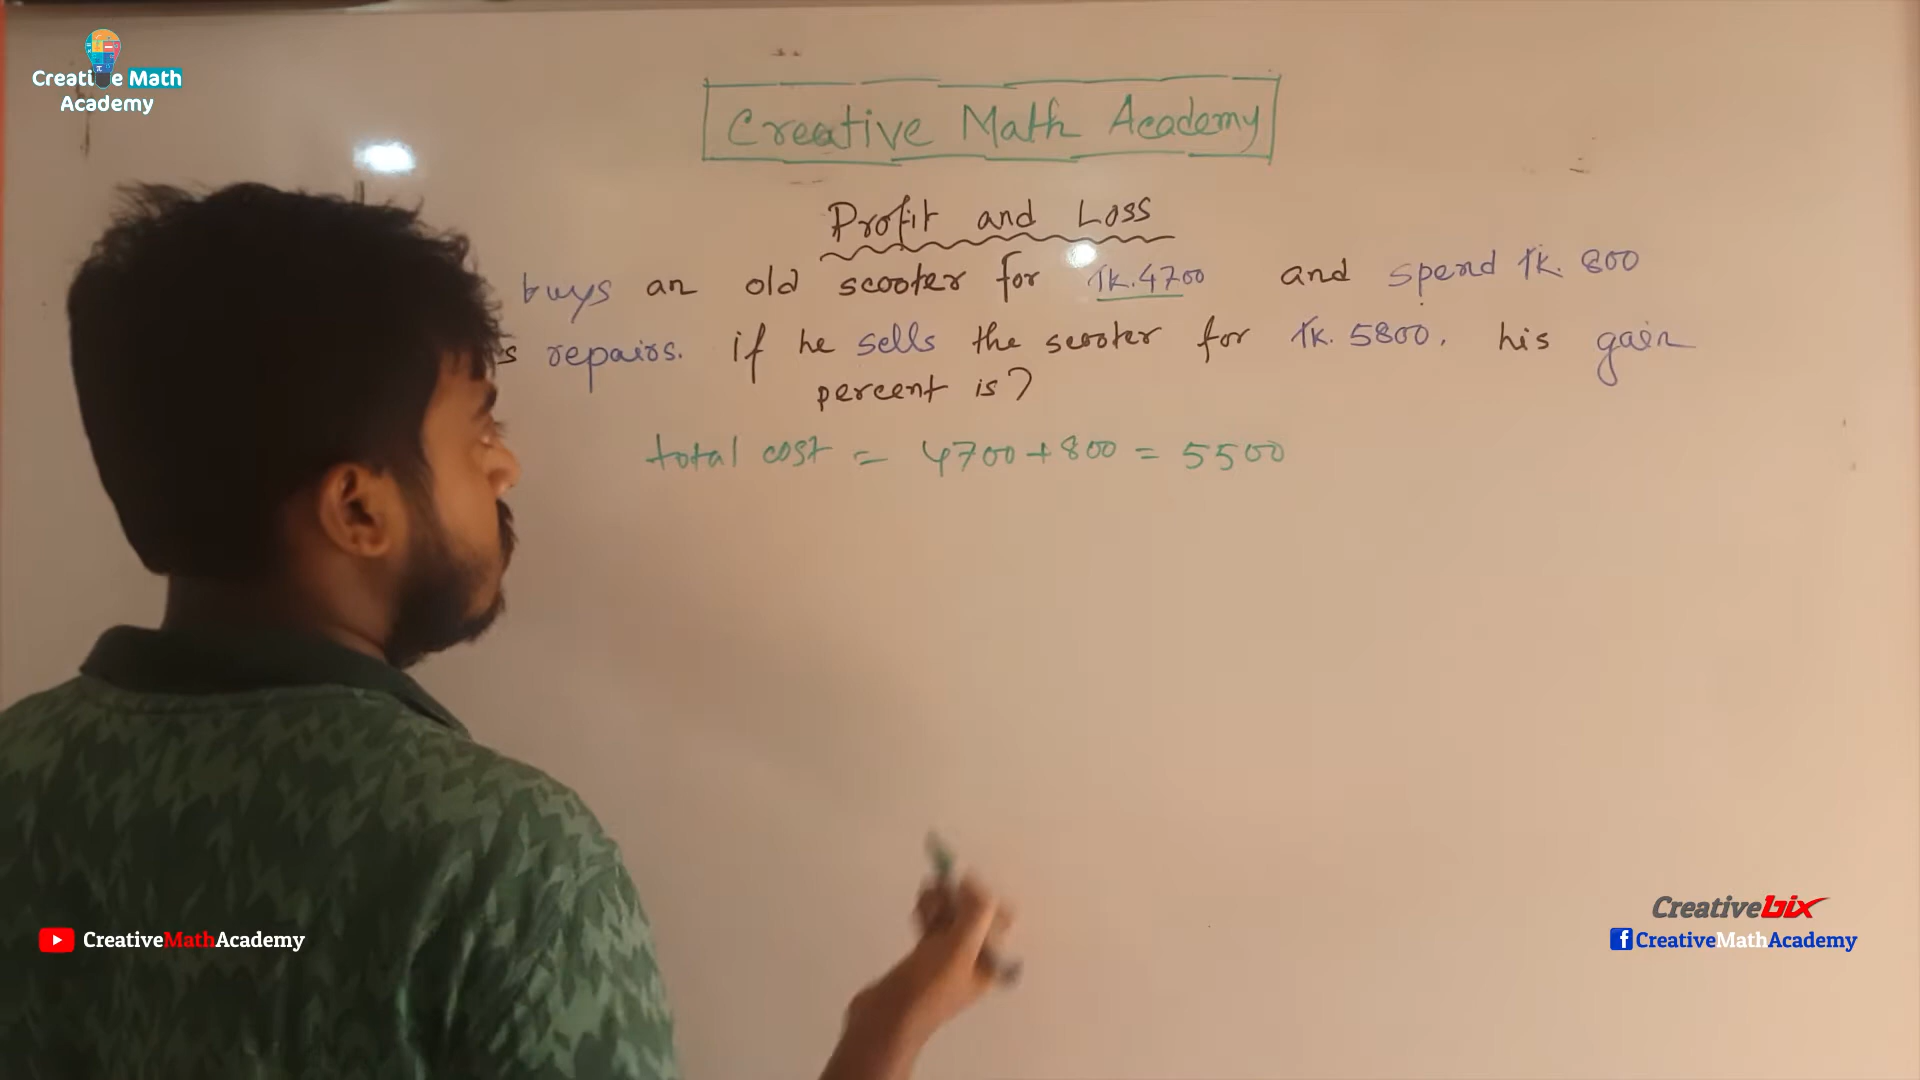 Creative Math
Academy
Creative Math Academy
Profit and Loss
buys an old scooter for Tk.4700 and spend Tk. 800
s repairs. if he sells the scooter for Tk. 5800. his gain
percent is?
total cost = 4700+800 = 5500
Creativebix
CreativeMathAcademy
CreativeMathAcademy